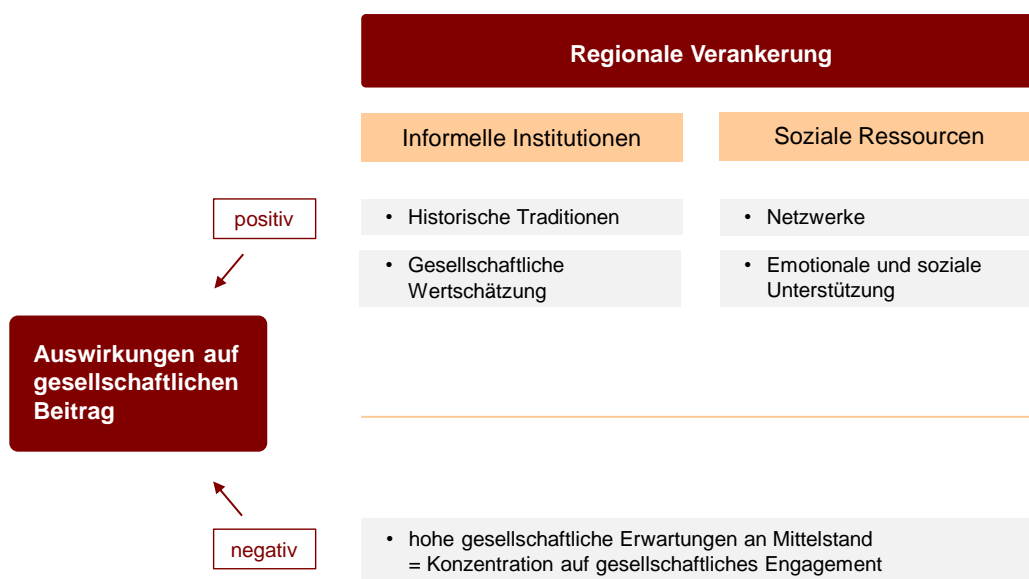 Regionale Verankerung
Informelle Institutionen
Soziale Ressourcen
positiv
• Historische Traditionen
• Netzwerke
• Gesellschaftliche
Wertschätzung
• Emotionale und soziale
Unterstützung
Auswirkungen auf
gesellschaftlichen
Beitrag
negativ
• hohe gesellschaftliche Erwartungen an Mittelstand
= Konzentration auf gesellschaftliches Engagement